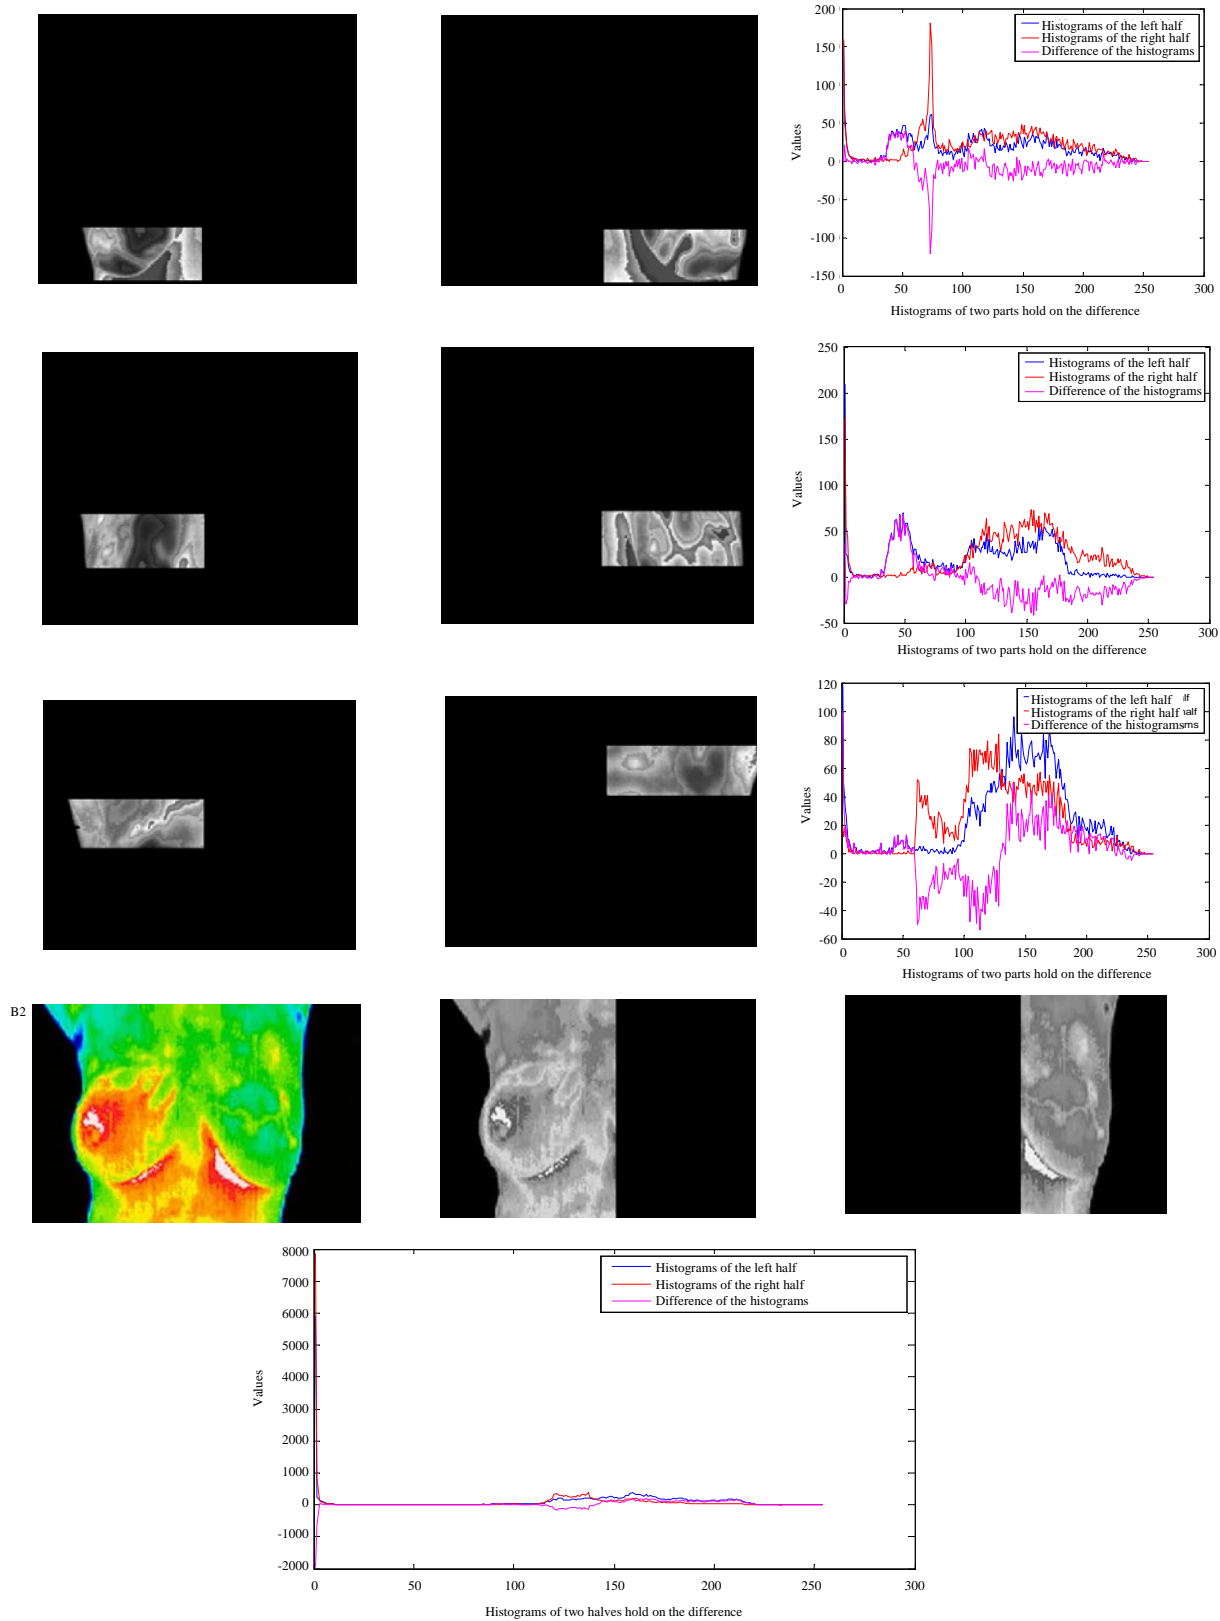 200
150
100
50
0
-50
-100
-150
Values
Histograms of the left half
Histograms of the right half
Difference of the histograms
0 50 100 150 200 250 300
Histograms of two parts hold on the difference
250
200
150
100
50
0
-50
Values
Histograms of the left half
Histograms of the right half
Difference of the histograms
0 50 100 150 200 250 300
Histograms of two parts hold on the difference
120
100
80
60
40
20
0
-20
-40
-60
Values
Histograms of the left half lf
Histograms of the right half half
Difference of the histograms ms
0 50 100 150 200 250 300
Histograms of two parts hold on the difference
B2
8000
7000
6000
5000
4000
3000
2000
1000
0
-1000
-2000
Values
Histograms of the left half
Histograms of the right half
Difference of the histograms
0 50 100 150 200 250 300
Histograms of two halves hold on the difference